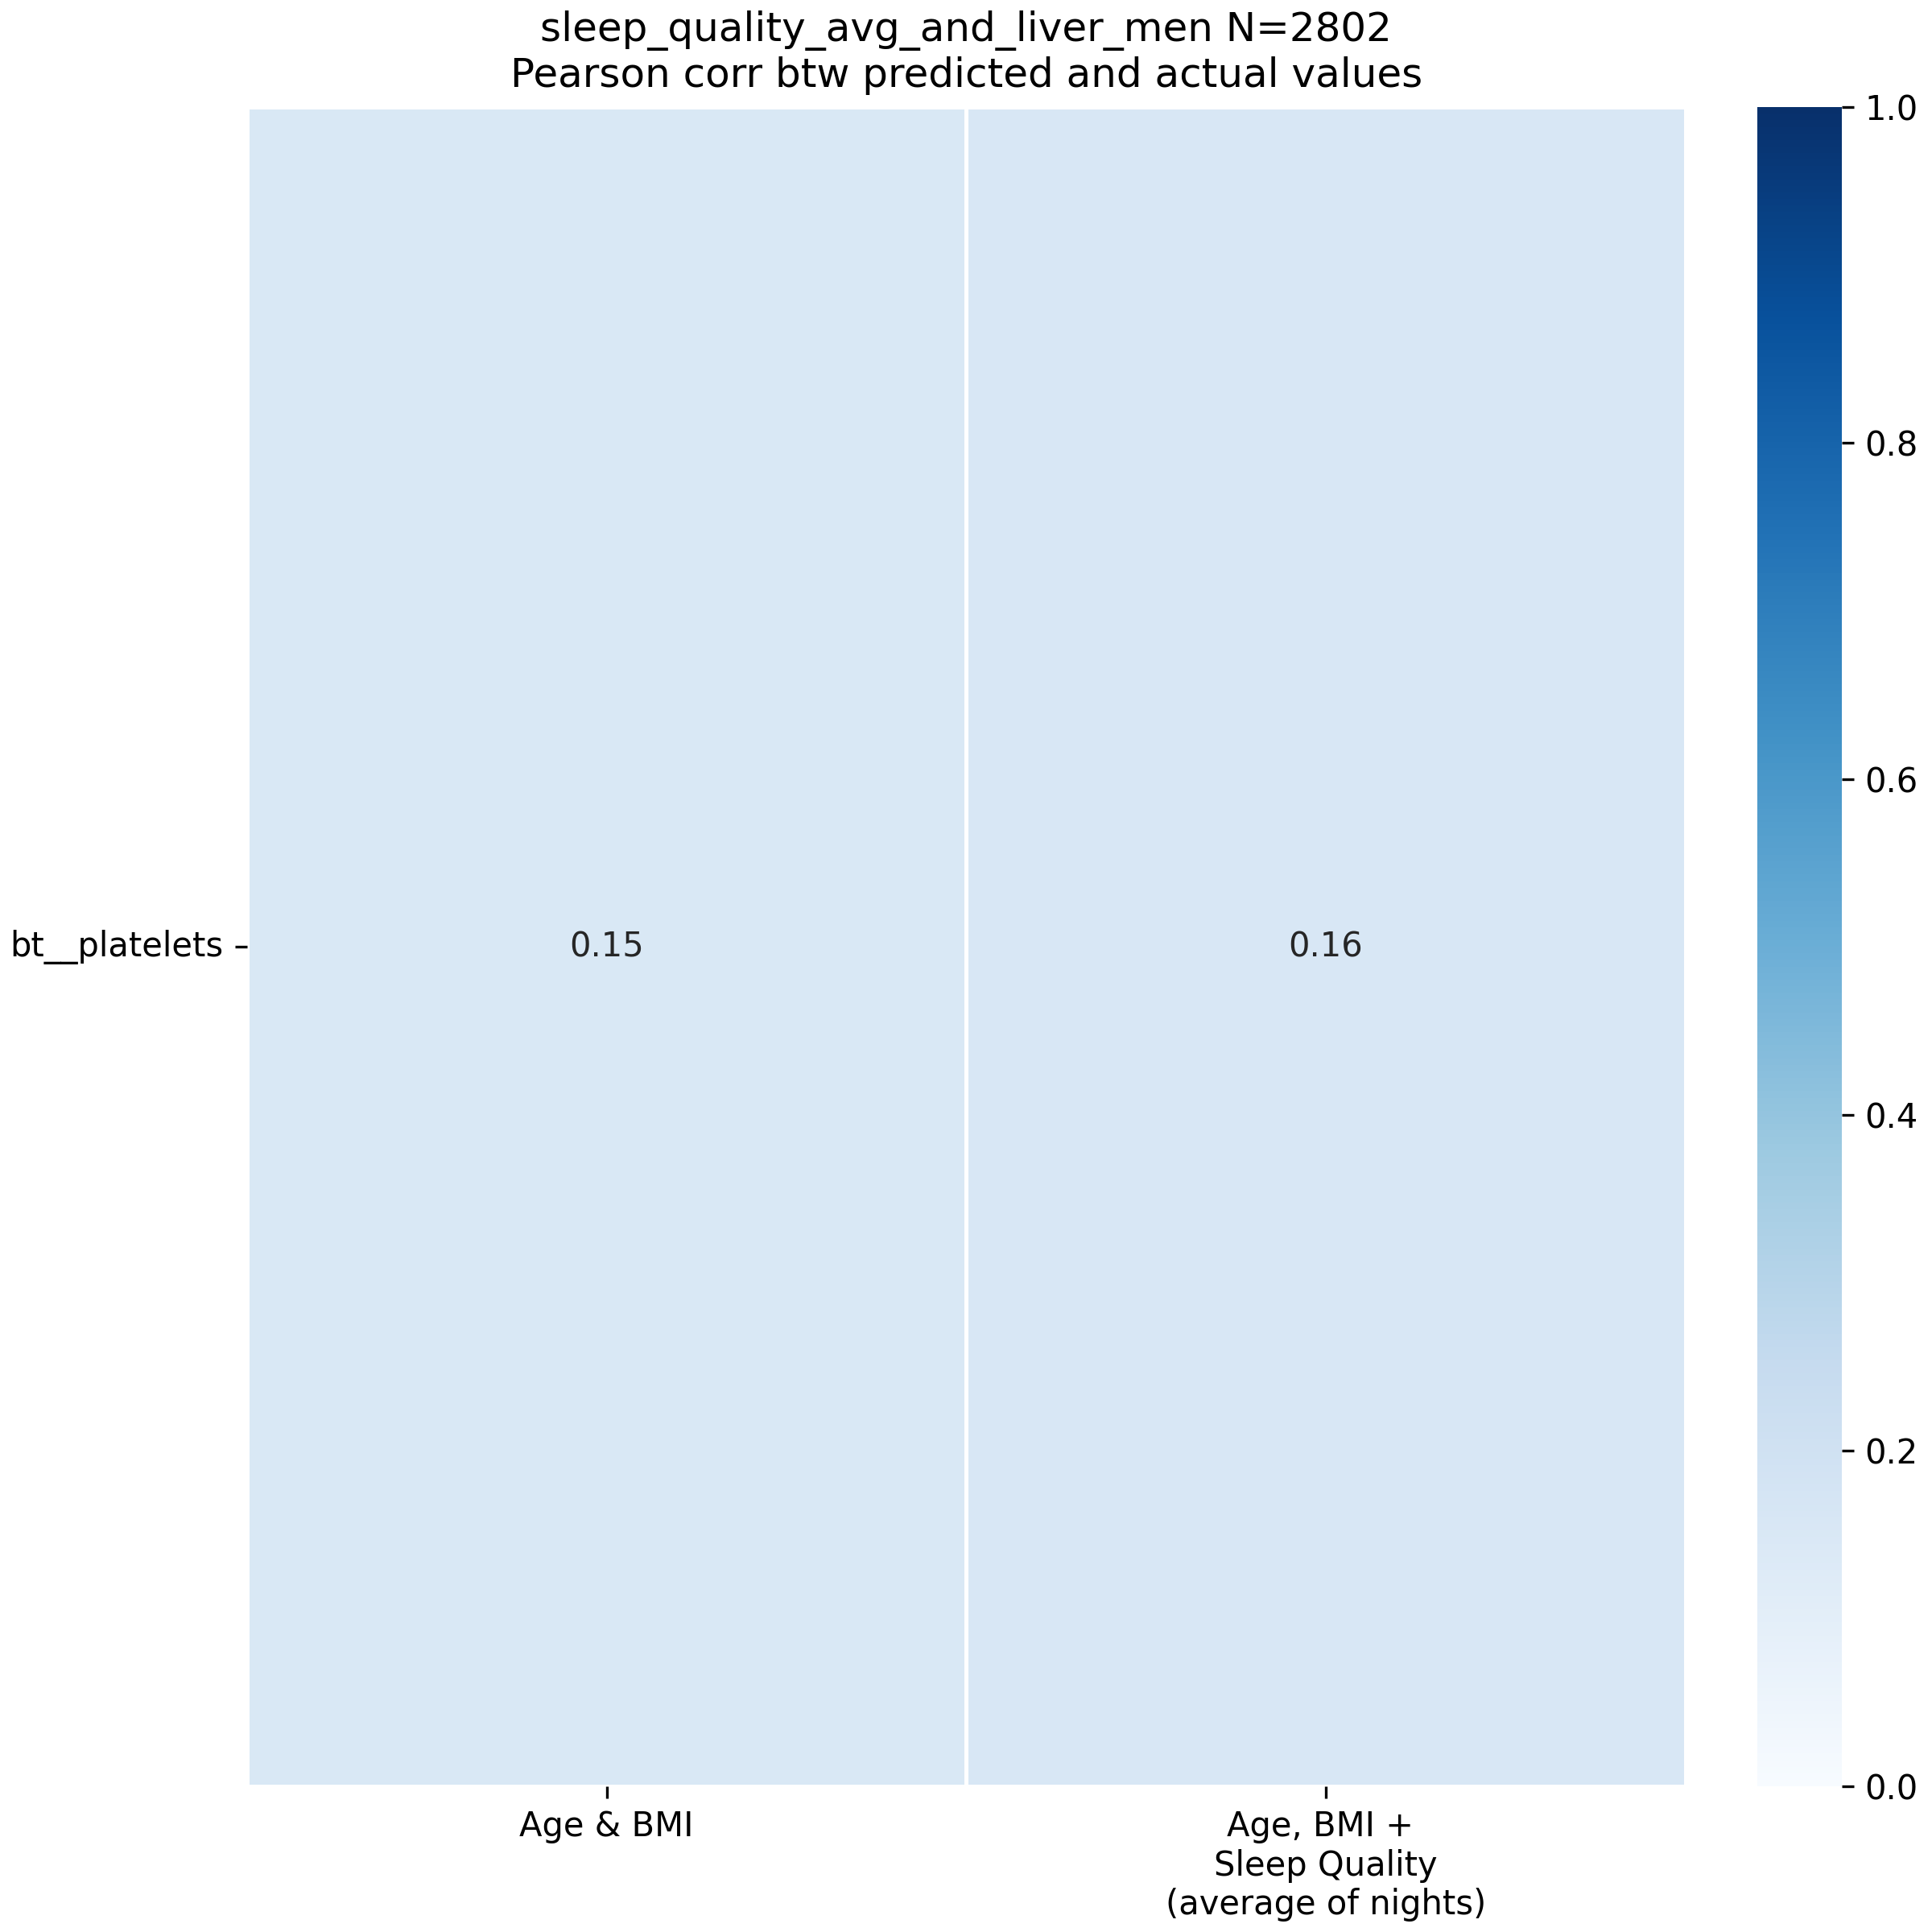 sleep_quality_avg_and_liver_men N=2802
Pearson corr btw predicted and actual values
bt__platelets
0.15
0.16
Age & BMI
Age, BMI +
Sleep Quality
(average of nights)
1.0
0.8
0.6
0.4
0.2
0.0